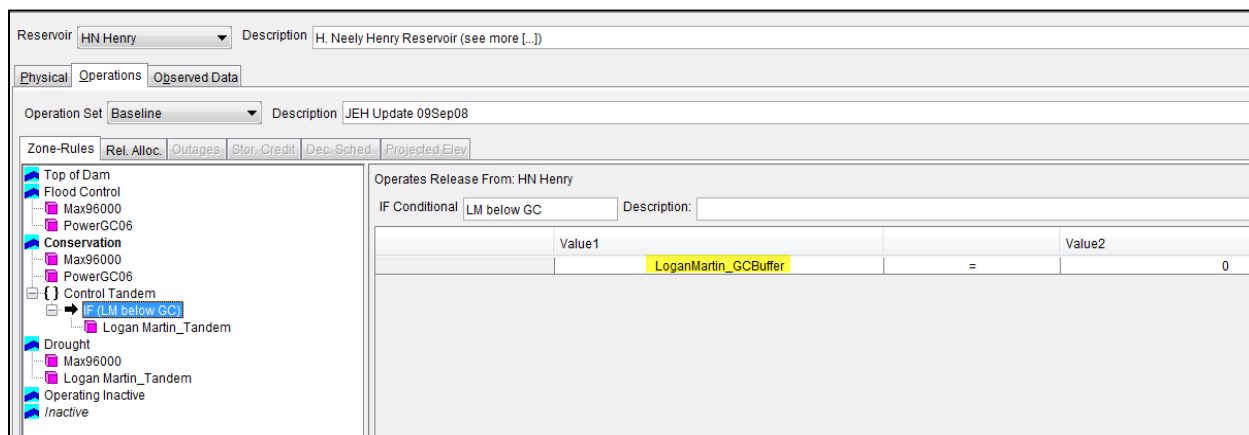 Reservoir HN Henry Description H. Neely Henry Reservoir (see more [...])
Physical Operations Observed Data
Operation Set Baseline Description JEH Update 09Sep08
Zone-Rules Rel. Alloc. Outages Stor. Credit Dec. Sched. Projected Elev
Top of Dam
Flood Control
Max96000
PowerGC06
Conservation
Max96000
PowerGC06
{ } Control Tandem
IF (LM below GC)
Logan Martin_Tandem
Drought
Max96000
Logan Martin_Tandem
Operating Inactive
Inactive
Operates Release From: HN Henry
IF Conditional LM below GC Description:
Value1 Value2
LoganMartin_GCBuffer = 0